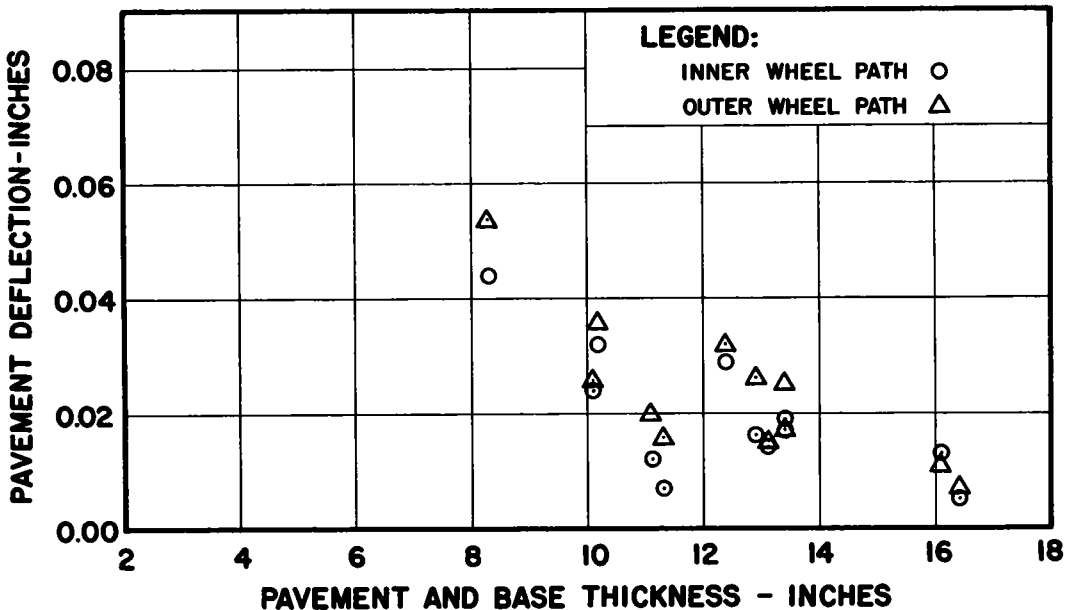 LEGEND:
INNER WHEEL PATH
OUTER WHEEL PATH
PAVEMENT DEFLECTION-INCHES
0.08
0.06
0.04
0.02
0.00
2 4 6 8 10 12 14 16 18
PAVEMENT AND BASE THICKNESS - INCHES